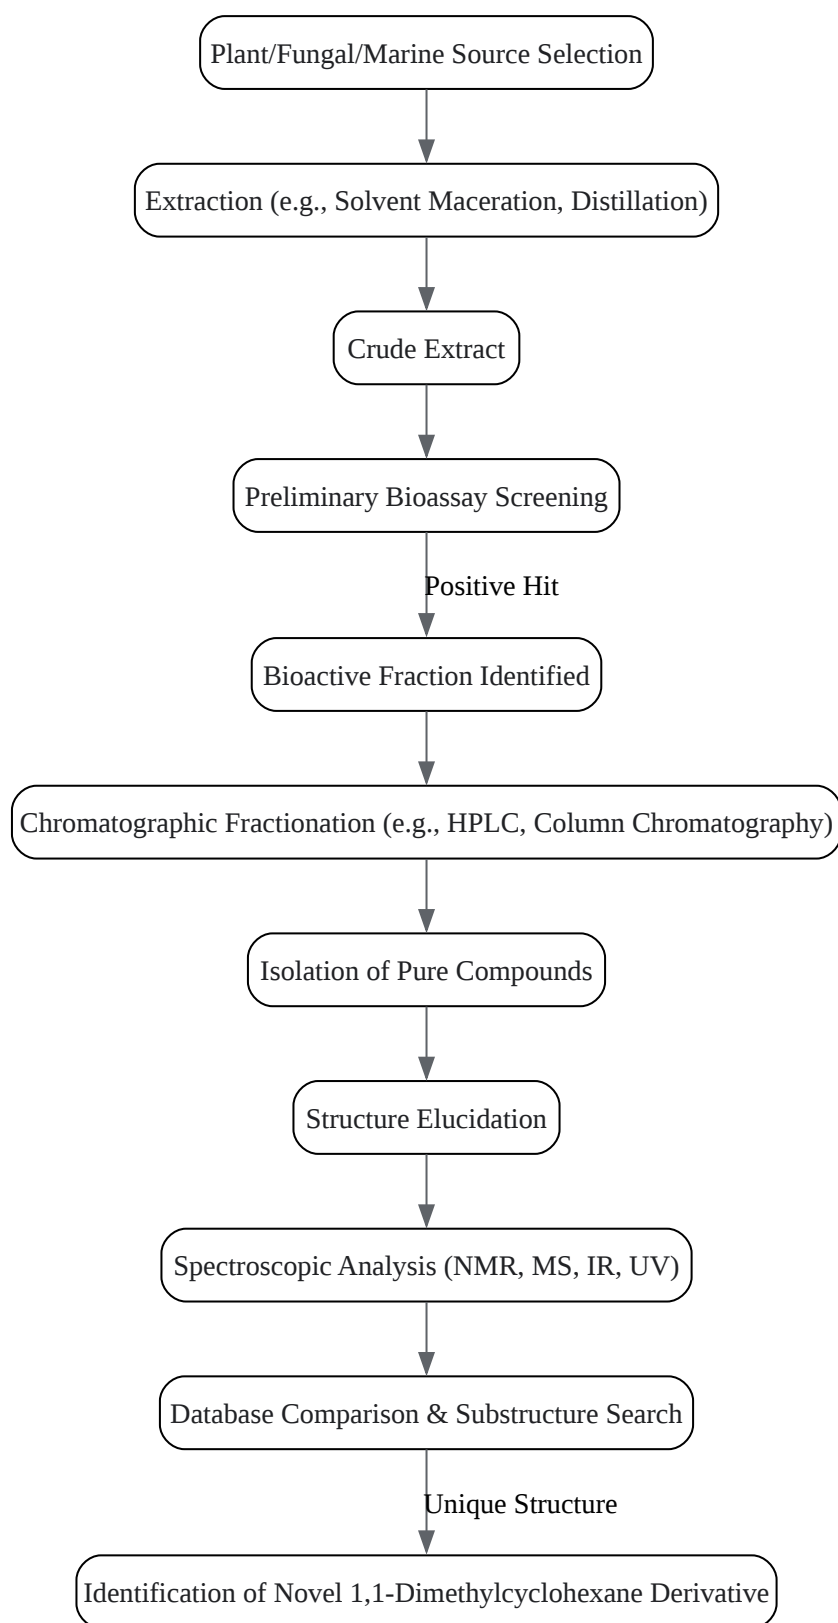 Plant/Fungal/Marine Source Selection
Extraction (e.g., Solvent Maceration, Distillation)
Crude Extract
Preliminary Bioassay Screening
Positive Hit
Bioactive Fraction Identified
Chromatographic Fractionation (e.g., HPLC, Column Chromatography)
Isolation of Pure Compounds
Structure Elucidation
Spectroscopic Analysis (NMR, MS, IR, UV)
Database Comparison & Substructure Search
Unique Structure
Identification of Novel 1,1-Dimethylcyclohexane Derivative